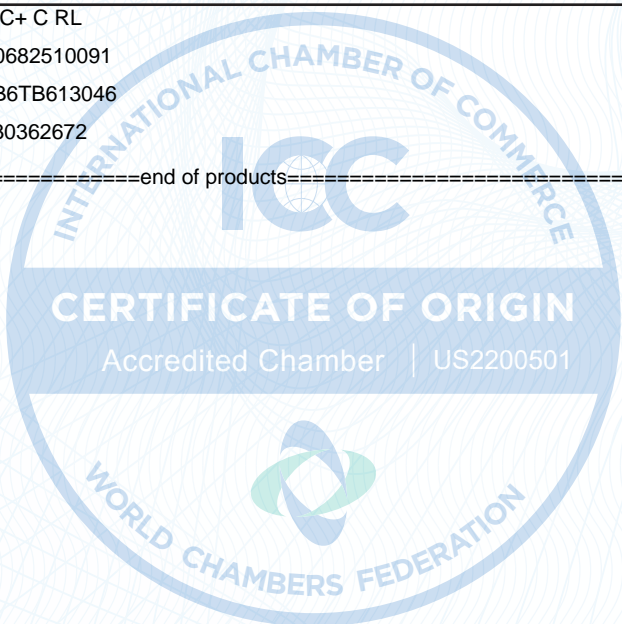 C+ C RL
0682510091
B6TB613046
30362672
============end of products============================
INTERNATIONAL CHAMBER OF COMMERCE
ICC
CERTIFICATE OF ORIGIN
Accredited Chamber | US2200501
WORLD CHAMBERS FEDERATION